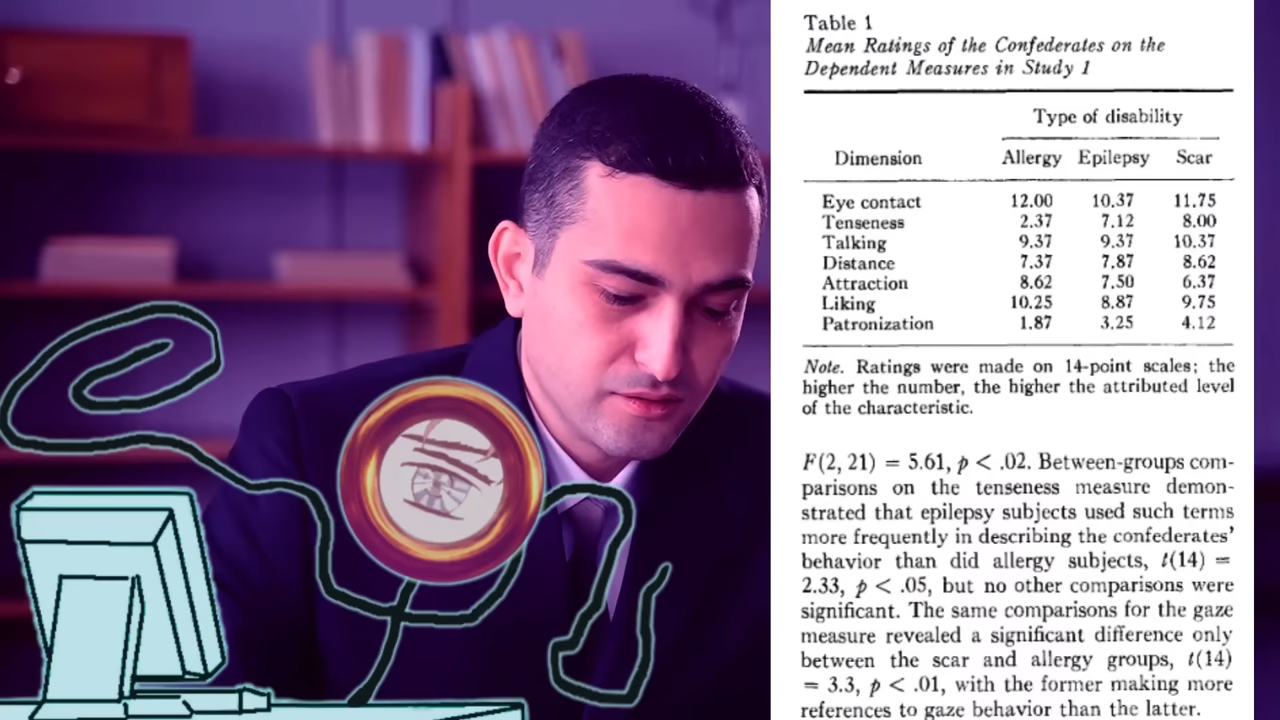 Table 1
Mean Ratings of the Confederates on the
Dependent Measures in Study 1
Type of disability
Dimension Allergy Epilepsy Scar
Eye contact 12.00 10.37 11.75
Tenseness 2.37 7.12 8.00
Talking 9.37 9.37 10.37
Distance 7.37 7.87 8.62
Attraction 8.62 7.50 6.37
Liking 10.25 8.87 9.75
Patronization 1.87 3.25 4.12
Note. Ratings were made on 14-point scales; the
higher the number, the higher the attributed level
of the characteristic.
F(2, 21) = 5.61, p < .02. Between-groups com-
parisons on the tenseness measure demon-
strated that epilepsy subjects used such terms
more frequently in describing the confederates'
behavior than did allergy subjects, t(14) =
2.33, p < .05, but no other comparisons were
significant. The same comparisons for the gaze
measure revealed a significant difference only
between the scar and allergy groups, t(14)
= 3.3, p < .01, with the former making more
references to gaze behavior than the latter.